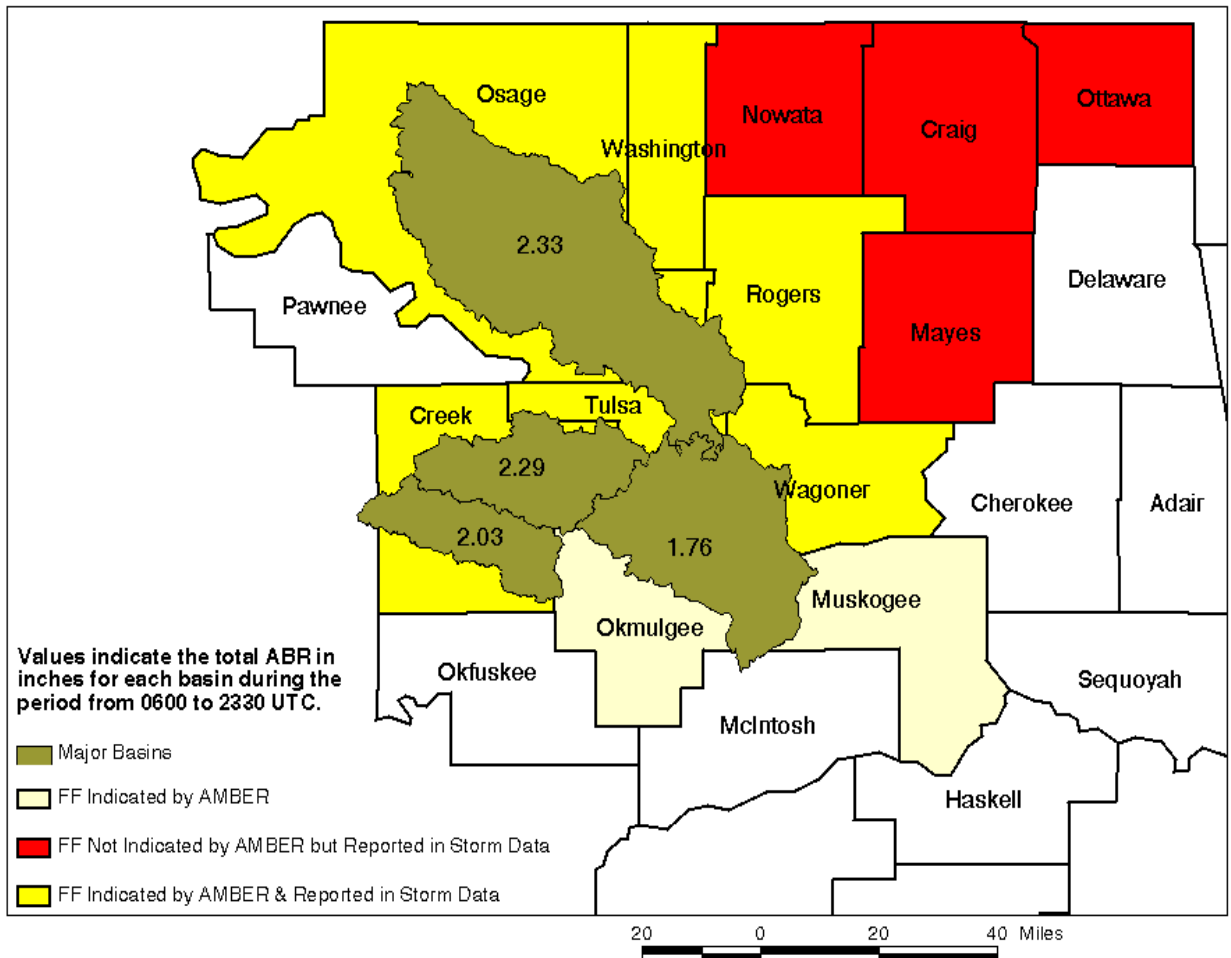 Osage
Nowata
Craig
Ottawa
Washington
2.33
Delaware
Pawnee
Rogers
Mayes
Creek
Tulsa
2.29
Wagoner
Cherokee
Adair
2.03
1.76
Muskogee
Okmulgee
Okfuskee
Sequoyah
McIntosh
Haskell
Values indicate the total ABR in
inches for each basin during the
period from 0600 to 2330 UTC.
Major Basins
FF Indicated by AMBER
FF Not Indicated by AMBER but Reported in Storm Data
FF Indicated by AMBER & Reported in Storm Data
20 0 20 40 Miles